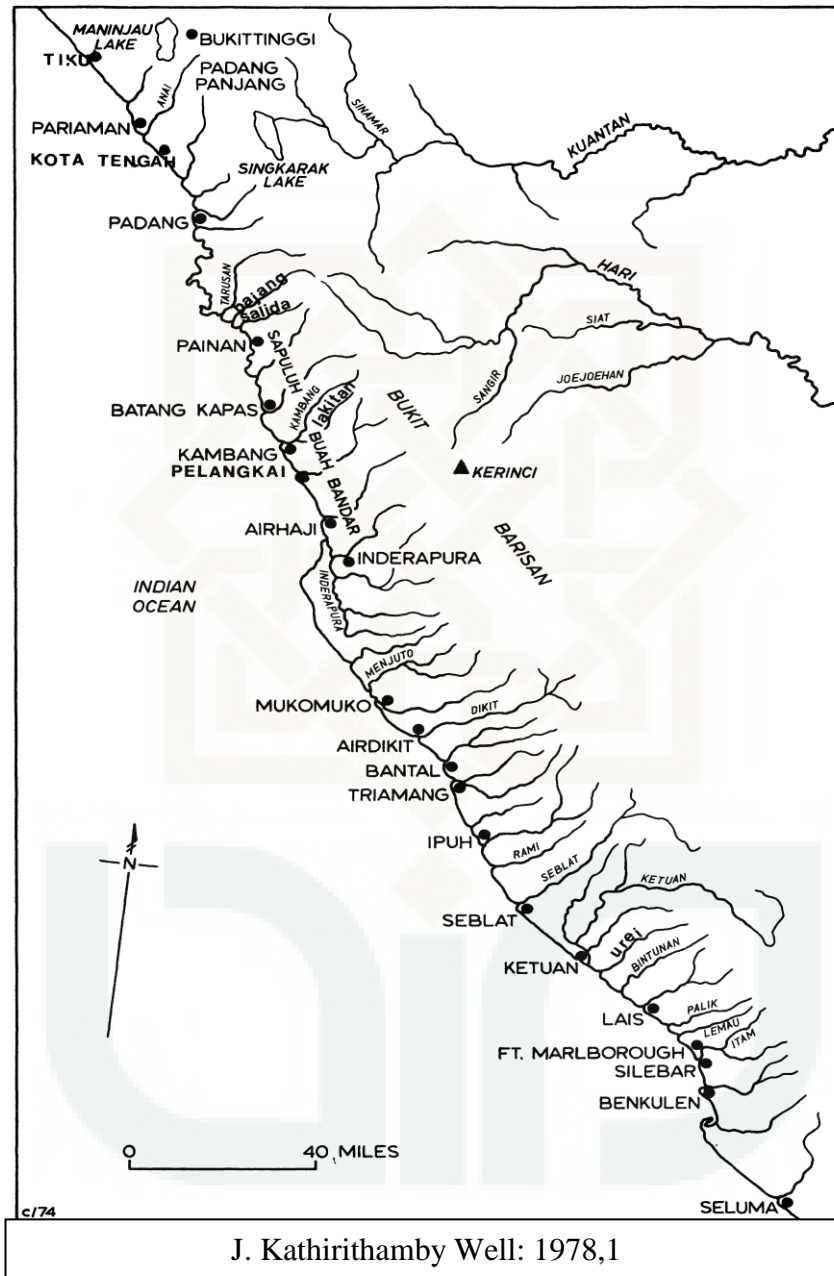 MANINJAU
LAKE
BUKITTINGGI
TIKU
PADANG
PANJANG
ANAI
SINAMAR
PARIAMAN
KUANTAN
KOTA TENGAH
SINGKARAK
LAKE
PADANG
HARI
TARUSAN
pajang
salida
SIAT
PAINAN
SAPULUH
SANGIR
JOEJOEHAN
BATANG KAPAS
KAMBANG
lakitan
BUKIT
KAMBANG
BUAH
PELANGKAI
KERINCI
BANDAR
AIRHAJI
BARISAN
INDERAPURA
INDIAN
OCEAN
INDERAPURA
MENJUTO
MUKOMUKO
DIKIT
AIRDIKIT
BANTAL
TRIAMANG
IPUH
RAMI
N
SEBLAT
KETUAN
SEBLAT
urei
KETUAN
BINTUNAN
LAIS
PALIK
LEMAU
ITAM
FT. MARLBOROUGH
SILEBAR
BENKULEN
0 40 MILES
SELUMA
c/74
J. Kathirithamby Well: 1978,1